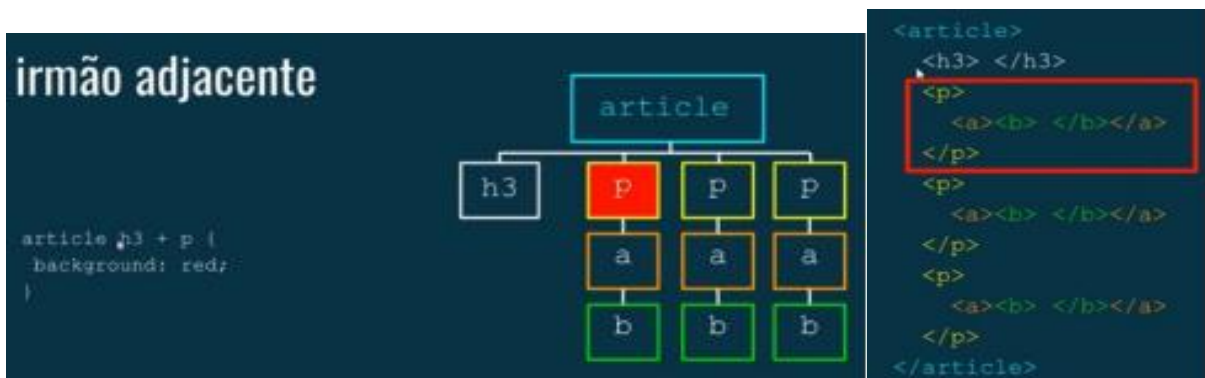 irmão adjacente
article h3 + p {
background: red;
}
article
h3
p
p
p
a
a
a
b
b
b
<article>
<h3> </h3>
<p>
<a><b> </b></a>
</p>
<p>
<a><b> </b></a>
</p>
<p>
<a><b> </b></a>
</p>
</article>